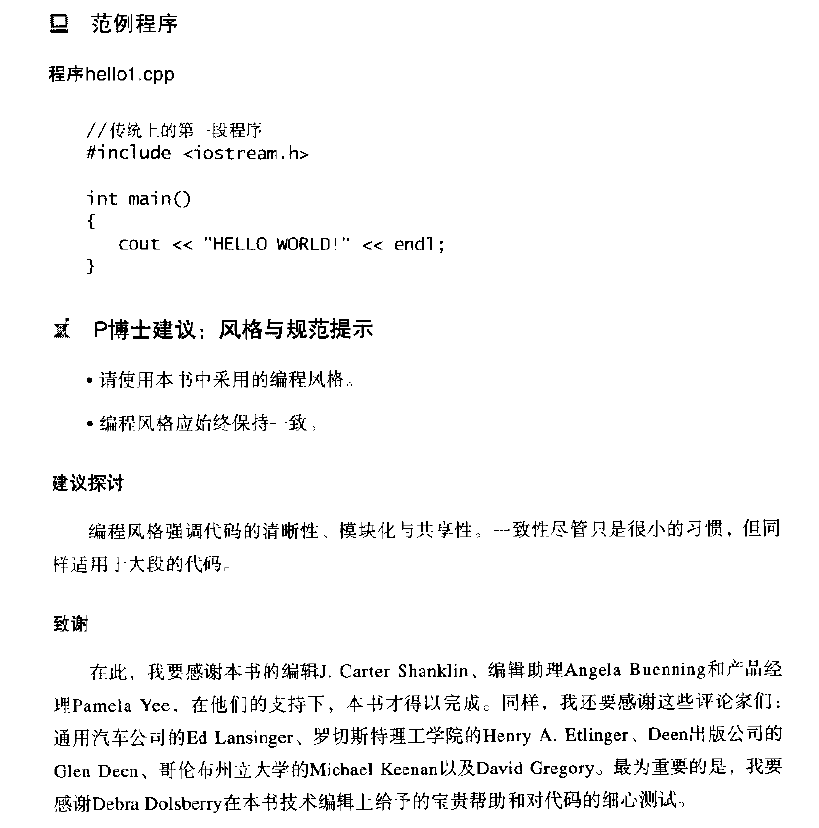 范例程序
程序hello1.cpp
//传统上的第一段程序
#include <iostream.h>
int main()
{
cout << "HELLO WORLD!" << endl;
}
P博士建议：风格与规范提示
• 请使用本书中采用的编程风格。
• 编程风格应始终保持一致。
建议探讨
编程风格强调代码的清晰性、模块化与共享性。一致性尽管只是很小的习惯，但同
样适用于大段的代码。
致谢
在此，我要感谢本书的编辑J. Carter Shanklin、编辑助理Angela Buenning和产品经
理Pamela Yee，在他们的支持下，本书才得以完成。同样，我还要感谢这些评论家们：
通用汽车公司的Ed Lansinger、罗切斯特理工学院的Henry A. Etlinger、Deen出版公司的
Glen Deen、哥伦布州立大学的Michael Keenan以及David Gregory。最为重要的是，我要
感谢Debra Dolsberry在本书技术编辑上给予的宝贵帮助和对代码的细心测试。